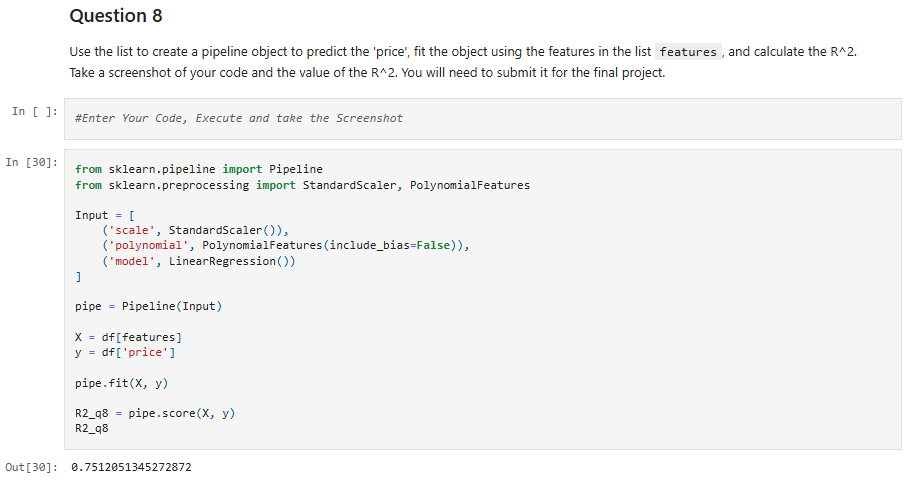 Question 8
Use the list to create a pipeline object to predict the 'price', fit the object using the features in the list features , and calculate the R^2.
Take a screenshot of your code and the value of the R^2. You will need to submit it for the final project.
In [ ]:
#Enter Your Code, Execute and take the Screenshot
In [30]:
from sklearn.pipeline import Pipeline
from sklearn.preprocessing import StandardScaler, PolynomialFeatures
Input = [
('scale', StandardScaler()),
('polynomial', PolynomialFeatures(include_bias=False)),
('model', LinearRegression())
]
pipe = Pipeline(Input)
X = df[features]
y = df['price']
pipe.fit(X, y)
R2_q8 = pipe.score(X, y)
R2_q8
Out[30]: 0.7512051345272872